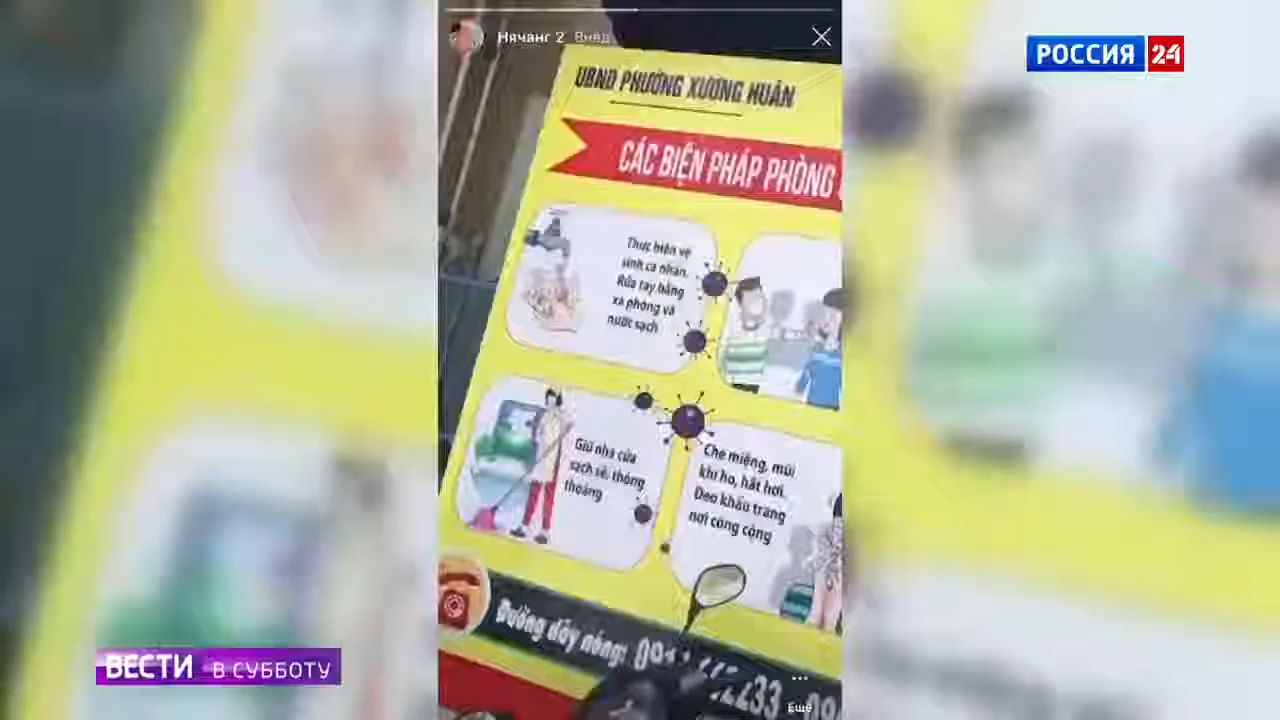 Нячанг 2
РОССИЯ 24
UBND PHƯỜNG XƯƠNG HUÂN
CÁC BIỆN PHÁP PHÒNG
Thực hiện vệ
sinh cá nhân.
Rửa tay bằng
xà phòng và
nước sạch
Giữ nhà cửa
sạch sẽ, thông
thoáng
Che miệng, mũi
khi ho, hắt hơi.
Đeo khẩu trang
nơi công cộng
Đường dây nóng:
ВЕСТИ В СУББОТУ
Ещё